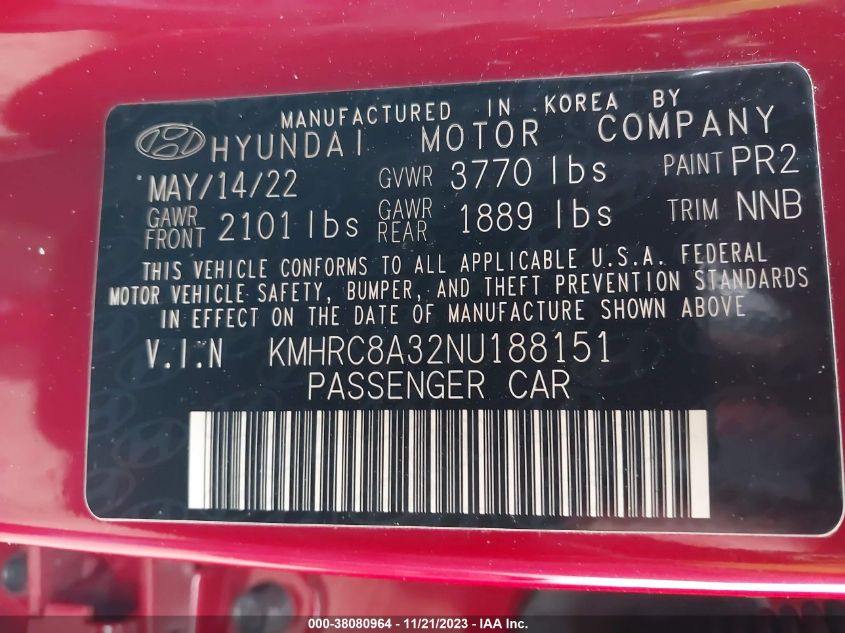 MANUFACTURED IN KOREA BY
HYUNDAI MOTOR COMPANY
MAY/14/22 GVWR 3770 lbs PAINT PR2
GAWR FRONT 2101 lbs GAWR REAR 1889 lbs TRIM NNB
THIS VEHICLE CONFORMS TO ALL APPLICABLE U.S.A. FEDERAL
MOTOR VEHICLE SAFETY, BUMPER, AND THEFT PREVENTION STANDARDS
IN EFFECT ON THE DATE OF MANUFACTURE SHOWN ABOVE
V.I.N KMHRC8A32NU188151
PASSENGER CAR
000-38080964 - 11/21/2023 - IAA Inc.